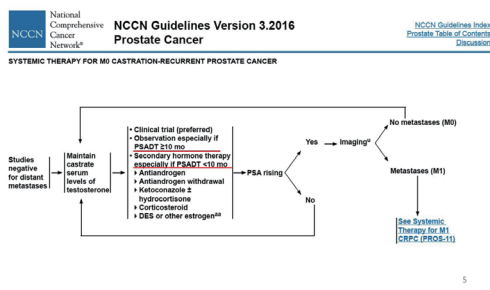 National
Comprehensive
NCCN Cancer
Network®
NCCN Guidelines Version 3.2016
Prostate Cancer
NCCN Guidelines Index
Prostate Table of Contents
Discussion
SYSTEMIC THERAPY FOR M0 CASTRATION-RECURRENT PROSTATE CANCER
Studies
negative
for distant
metastases
Maintain
castrate
serum
levels of
testosterone
• Clinical trial (preferred)
• Observation especially if
PSADT ≥10 mo
• Secondary hormone therapy
especially if PSADT <10 mo
Antiandrogen
Antiandrogen withdrawal
Ketoconazole ±
hydrocortisone
Corticosteroid
DES or other estrogenaa
PSA rising
Yes
No
Imagingu
No metastases (M0)
Metastases (M1)
See Systemic
Therapy for M1
CRPC (PROS-11)
5